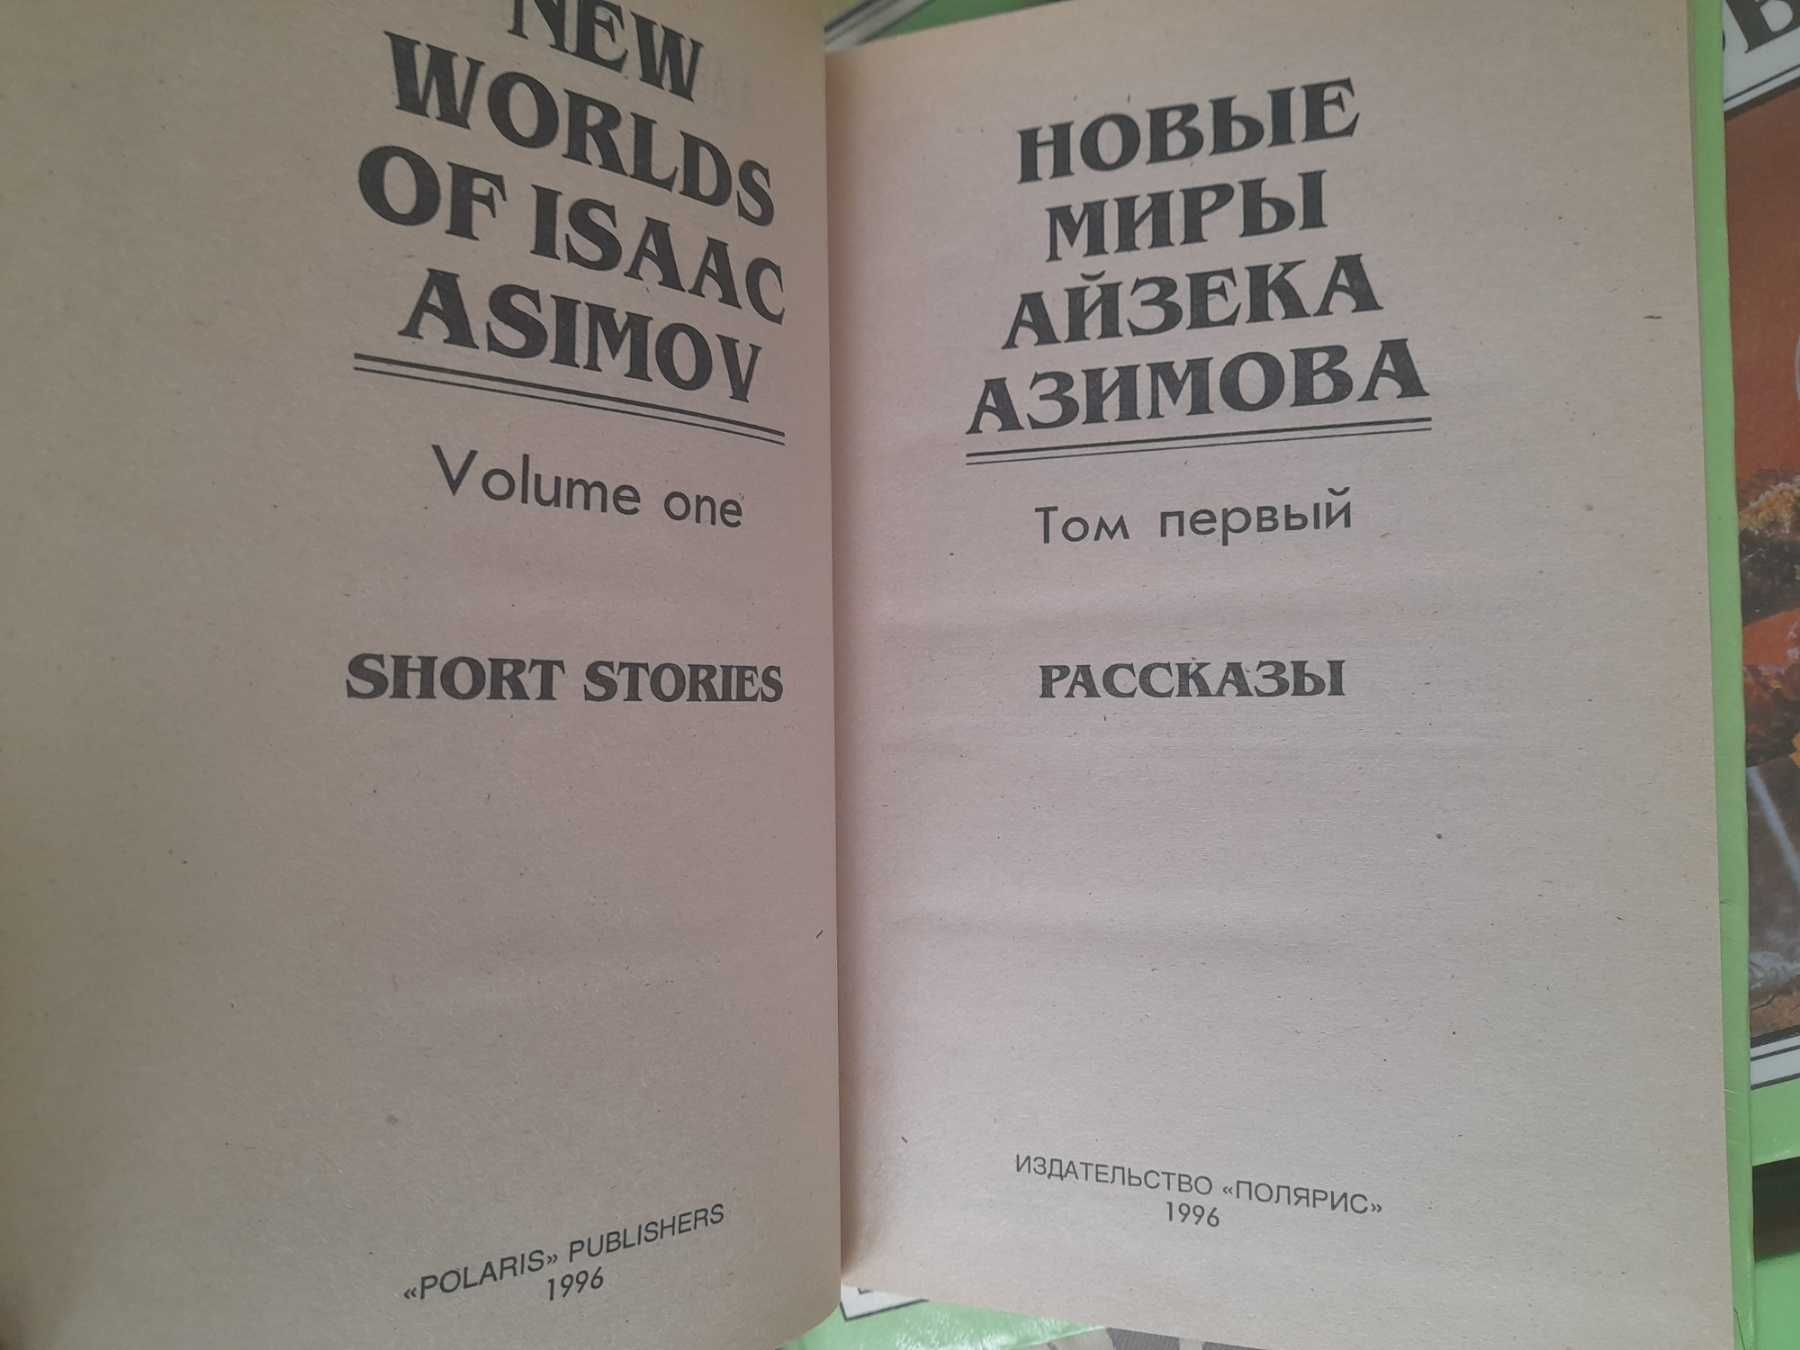 NEW
WORLDS
OF ISAAC
ASIMOV
Volume one
SHORT STORIES
«POLARIS» PUBLISHERS
1996
НОВЫЕ
МИРЫ
АЙЗЕКА
АЗИМОВА
Том первый
РАССКАЗЫ
ИЗДАТЕЛЬСТВО «ПОЛЯРИС»
1996